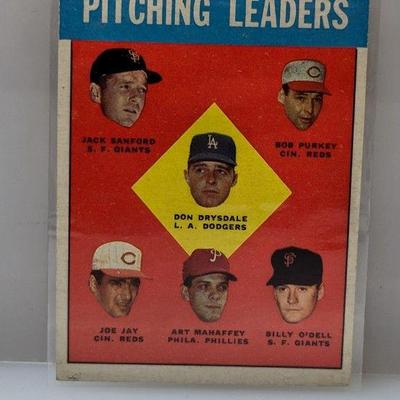 PITCHING LEADERS
JACK SANFORD
S. F. GIANTS
BOB PURKEY
CIN. REDS
LA
DON DRYSDALE
L. A. DODGERS
JOE JAY
CIN. REDS
ART MAHAFFEY
PHILA. PHILLIES
BILLY O'DELL
S. F. GIANTS